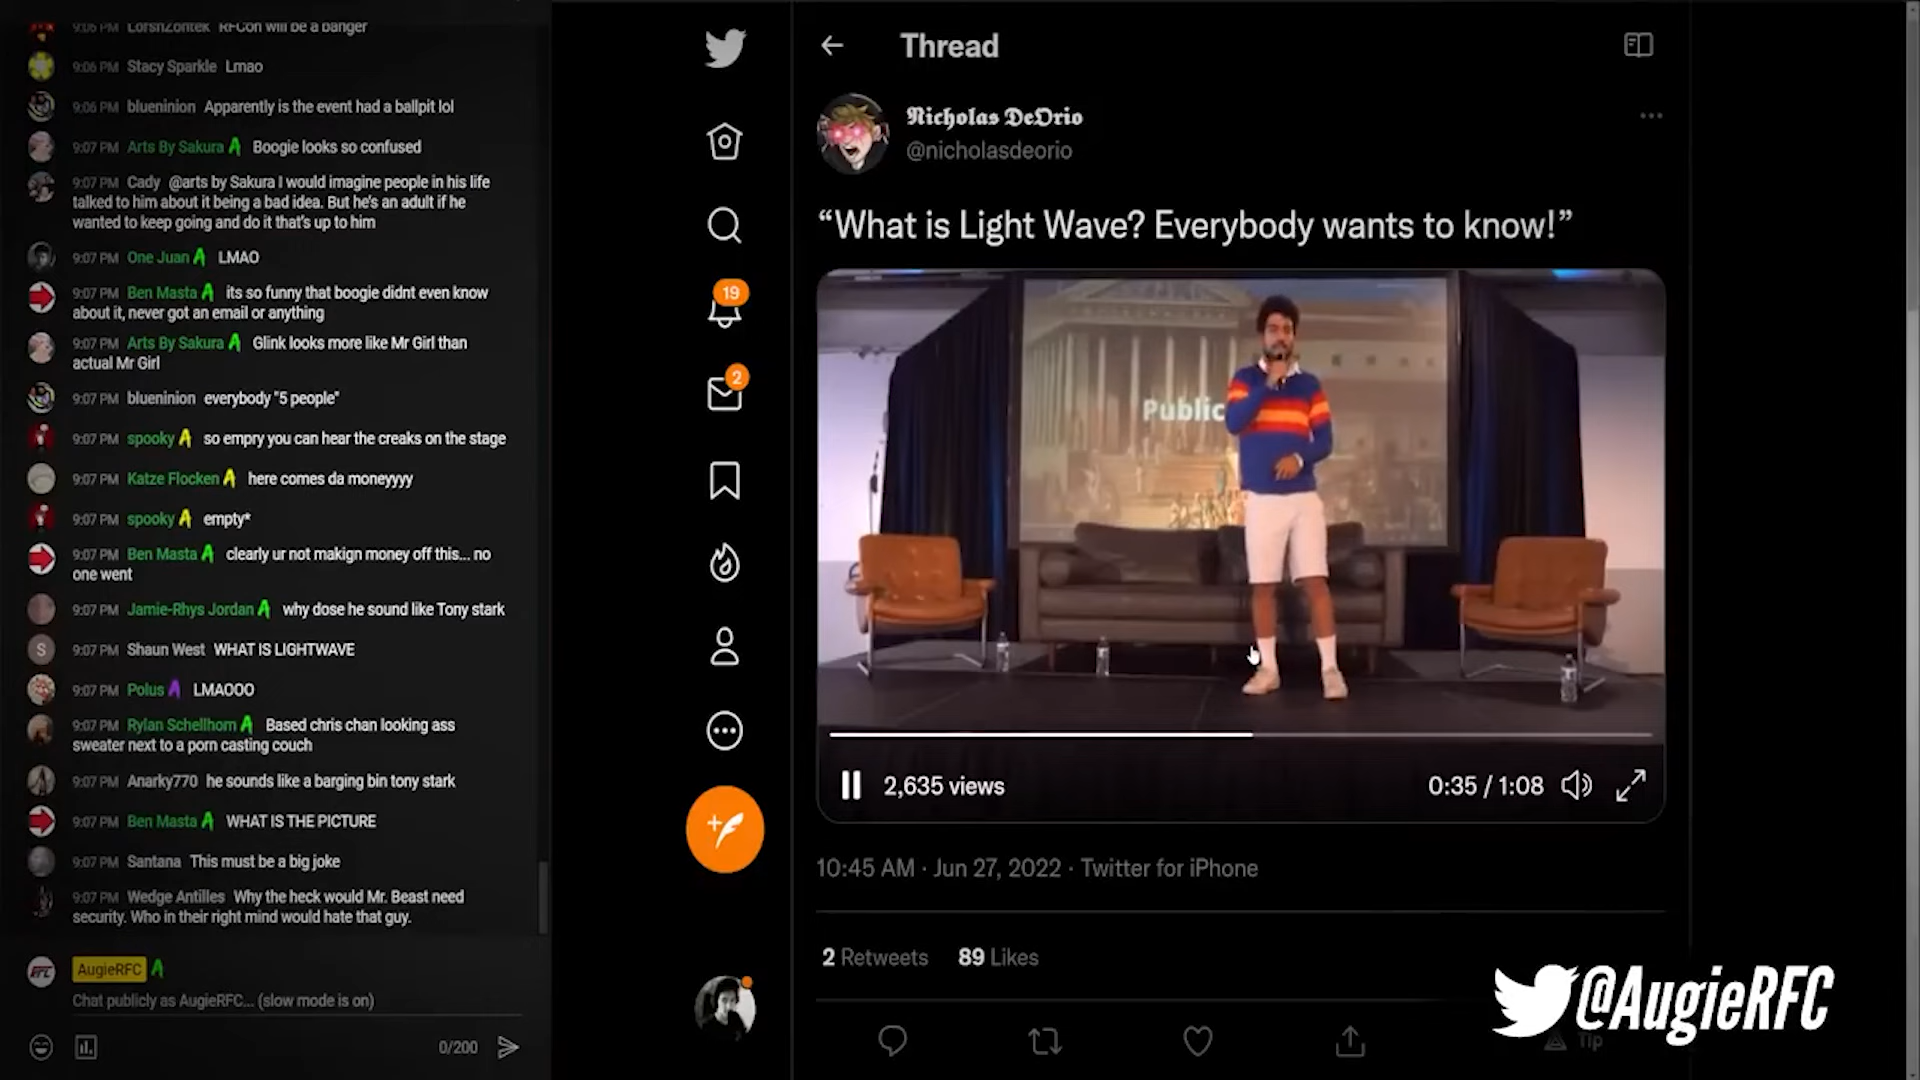 9:06 PM LorshZontek RFCon will be a banger
9:06 PM Stacy Sparkle Lmao
9:06 PM blueninion Apparently is the event had a ballpit lol
9:07 PM Arts By Sakura Boogie looks so confused
9:07 PM Cady @arts by Sakura I would imagine people in his life
talked to him about it being a bad idea. But he's an adult if he
wanted to keep going and do it that's up to him
9:07 PM One Juan LMAO
9:07 PM Ben Masta its so funny that boogie didnt even know
about it, never got an email or anything
9:07 PM Arts By Sakura Glink looks more like Mr Girl than
actual Mr Girl
9:07 PM blueninion everybody "5 people"
9:07 PM spooky so empry you can hear the creaks on the stage
9:07 PM Katze Flocken here comes da moneyyyy
9:07 PM spooky empty*
9:07 PM Ben Masta clearly ur not makign money off this... no
one went
9:07 PM Jamie-Rhys Jordan why dose he sound like Tony stark
S 9:07 PM Shaun West WHAT IS LIGHTWAVE
9:07 PM Polus LMAOOO
9:07 PM Rylan Schellhorn Based chris chan looking ass
sweater next to a porn casting couch
9:07 PM Anarky770 he sounds like a barging bin tony stark
9:07 PM Ben Masta WHAT IS THE PICTURE
9:07 PM Santana This must be a big joke
9:07 PM Wedge Antilles Why the heck would Mr. Beast need
security. Who in their right mind would hate that guy.
RFC AugieRFC
Chat publicly as AugieRFC... (slow mode is on)
0/200
19
2
Thread
Nicholas DeOrio
@nicholasdeorio
“What is Light Wave? Everybody wants to know!”
Public
2,635 views
0:35 / 1:08
10:45 AM · Jun 27, 2022 · Twitter for iPhone
2 Retweets 89 Likes
Tip
@AugieRFC